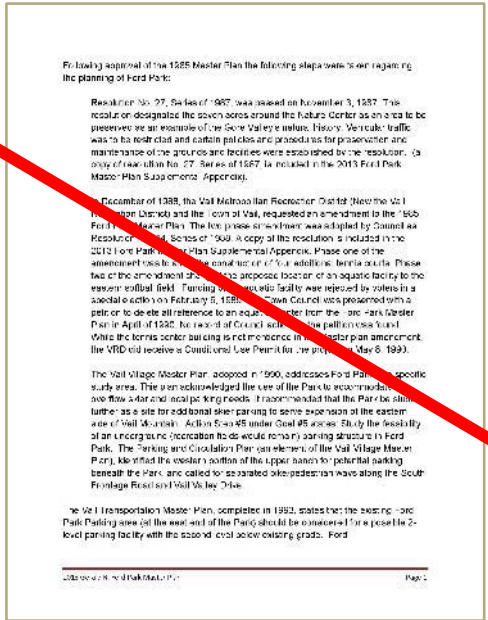 Following approval of the 1985 Master Plan the following steps were taken regarding
the planning of Ford Park:
Resolution No. 27, Series of 1987, was passed on November 3, 1987. This
resolution designated the seven acres around the Nature Center as an area to be
preserved as an example of the Gore Valley's natural history. Vehicular traffic
was to be restricted and certain policies and procedures for preservation and
maintenance of the grounds and facilities were established by the resolution. (a
copy of resolution No. 27, Series of 1987, is included in the 2013 Ford Park
Master Plan Supplemental Appendix).
December of 1988, the Vail Metropolitan Recreation District (Now the Vail
Recreation District) and the Town of Vail, requested an amendment to the 1985
Ford Master Plan. The two phase amendment was adopted by Council as
Resolution Series of 1988. A copy of the resolution is included in the
2013 Ford Park Plan Supplemental Appendix. Phase one of the
amendment was to construction of four additional tennis courts. Phase
two of the amendment the proposed location of an aquatic facility to the
eastern softball field. Funding aquatic facility was rejected by voters in a
special election on February 6, Town Council was presented with a
petition to delete all reference to an from the Ford Park Master
Plan in April of 1990. No record of Council the petition was found.
While the tennis center building is not mentioned in Master plan amendment,
the VRD did receive a Conditional Use Permit for the May 8, 1990.
The Vail Village Master Plan, adopted in 1990, addresses Ford specific
study area. This plan acknowledged the use of the Park to accommodate
overflow skier and local parking needs. It recommended that the Park be
further as a site for additional skier parking to serve expansion of the eastern
side of Vail Mountain. Action Step #5 under Goal #5 states: Study the feasibility
of an underground (recreation fields would remain) parking structure in Ford
Park. The Parking and Circulation Plan (an element of the Vail Village Master
Plan), identified the western portion of the upper bench for potential parking
beneath the Park, and called for separated bike/pedestrian ways along the South
Frontage Road and Vail Valley Drive.
The Vail Transportation Master Plan, completed in 1993, states that the existing Ford
Park Parking area (at the east end of the Park) should be considered for a possible 2-
level parking facility with the second level below existing grade. Ford
Gerald R. Ford Park Master Plan
Page 1